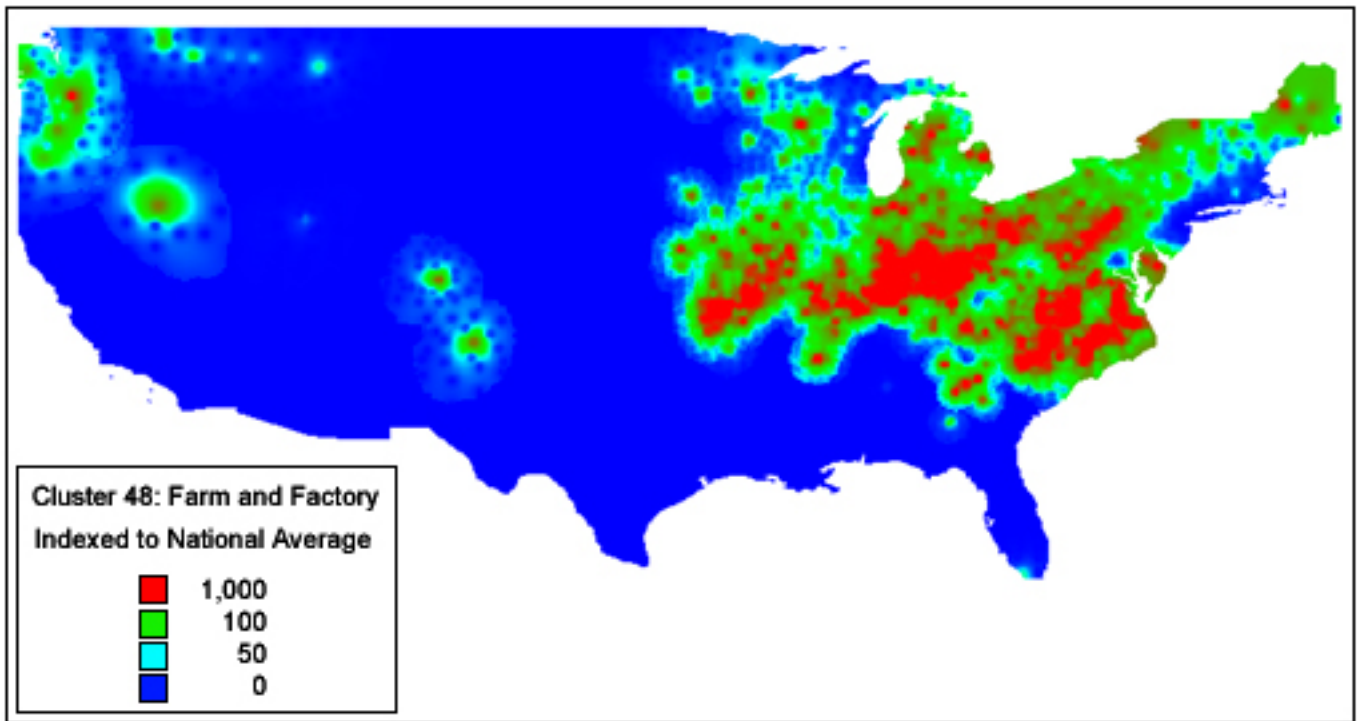 Cluster 48: Farm and Factory
Indexed to National Average
1,000
100
50
0